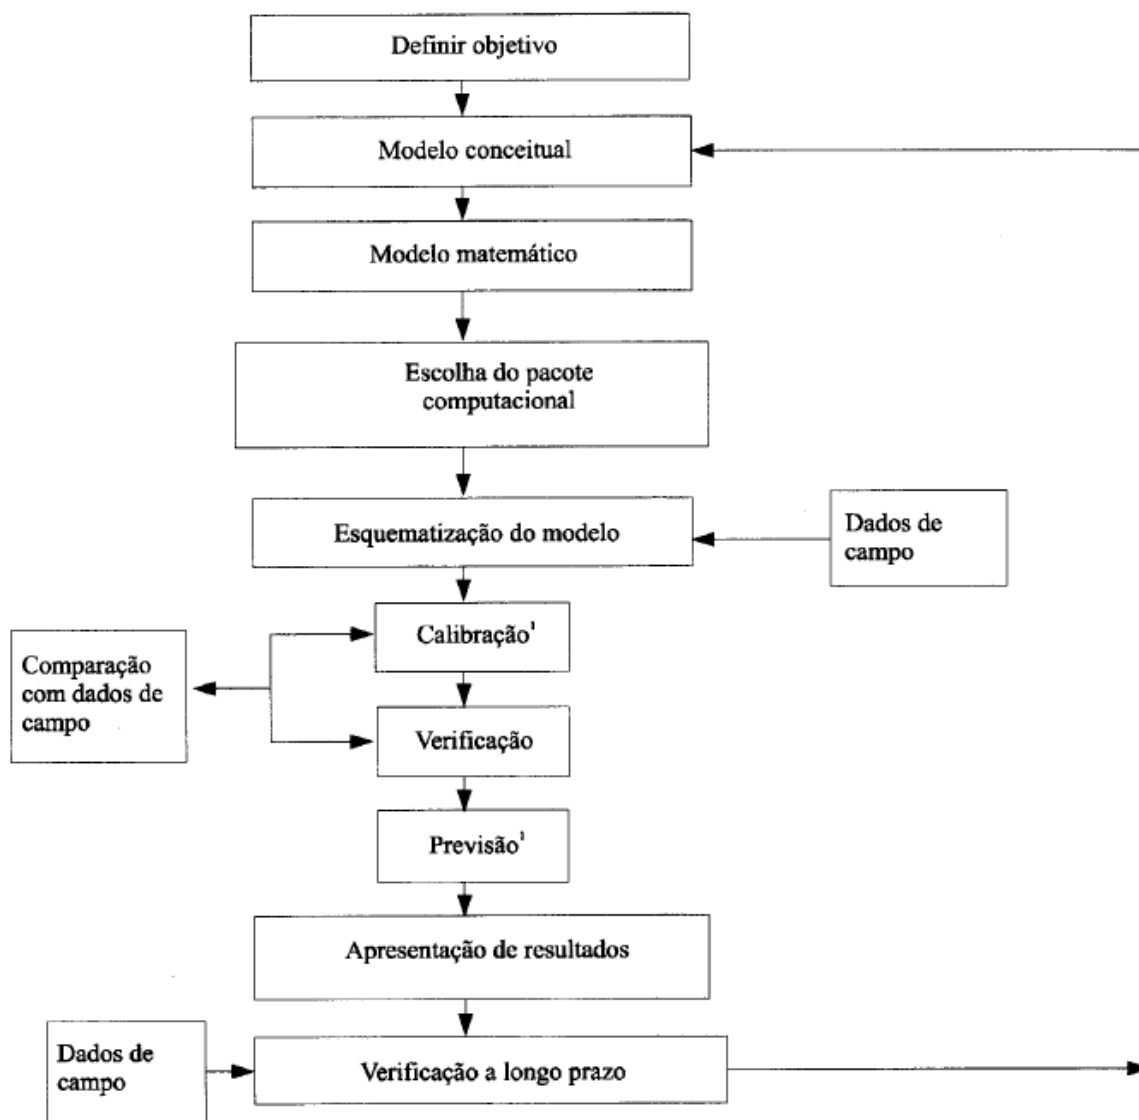 Definir objetivo
Modelo conceitual
Modelo matemático
Escolha do pacote
computacional
Esquematização do modelo
Dados de
campo
Calibração¹
Comparação
com dados de
campo
Verificação
Previsão¹
Apresentação de resultados
Dados de
campo
Verificação a longo prazo